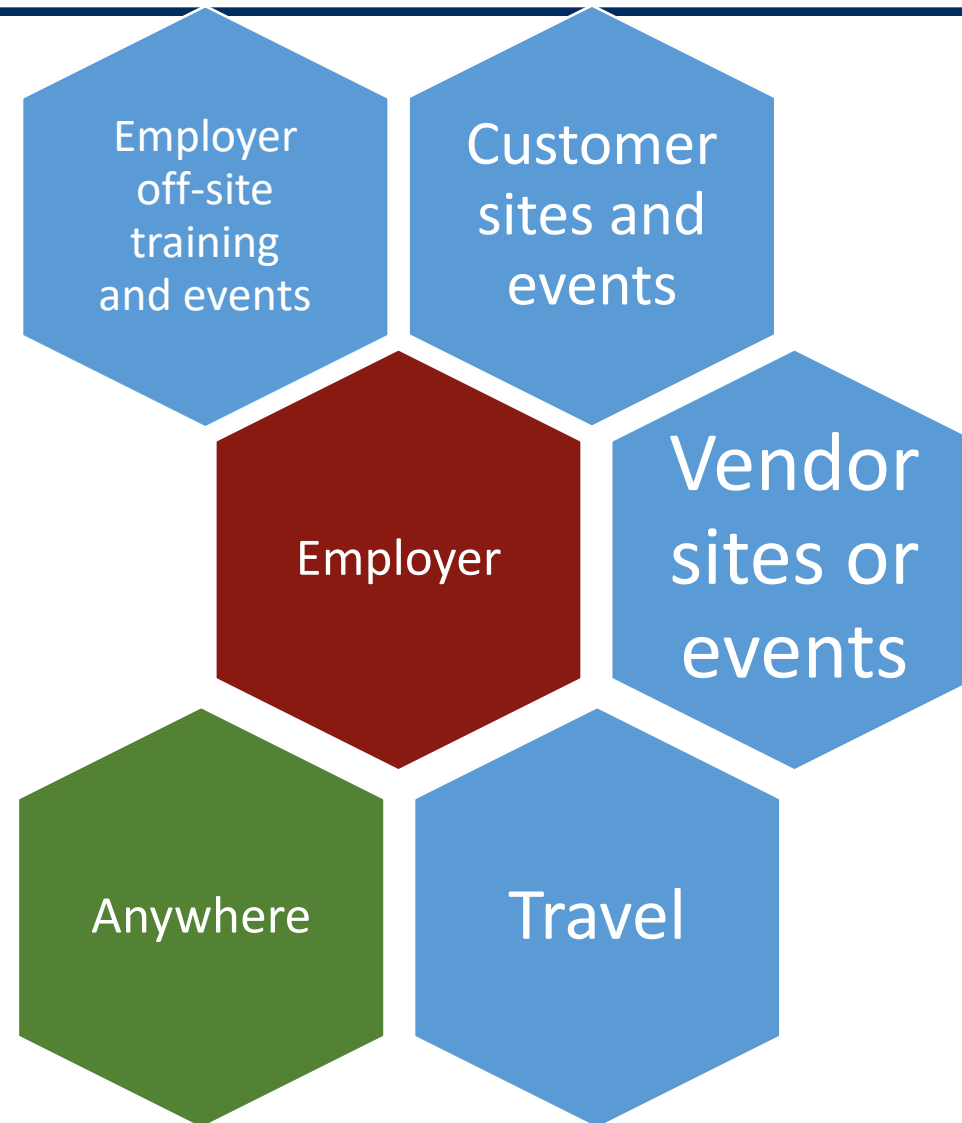 Employer
off-site
training
and events
Customer
sites and
events
Employer
Vendor
sites or
events
Anywhere
Travel